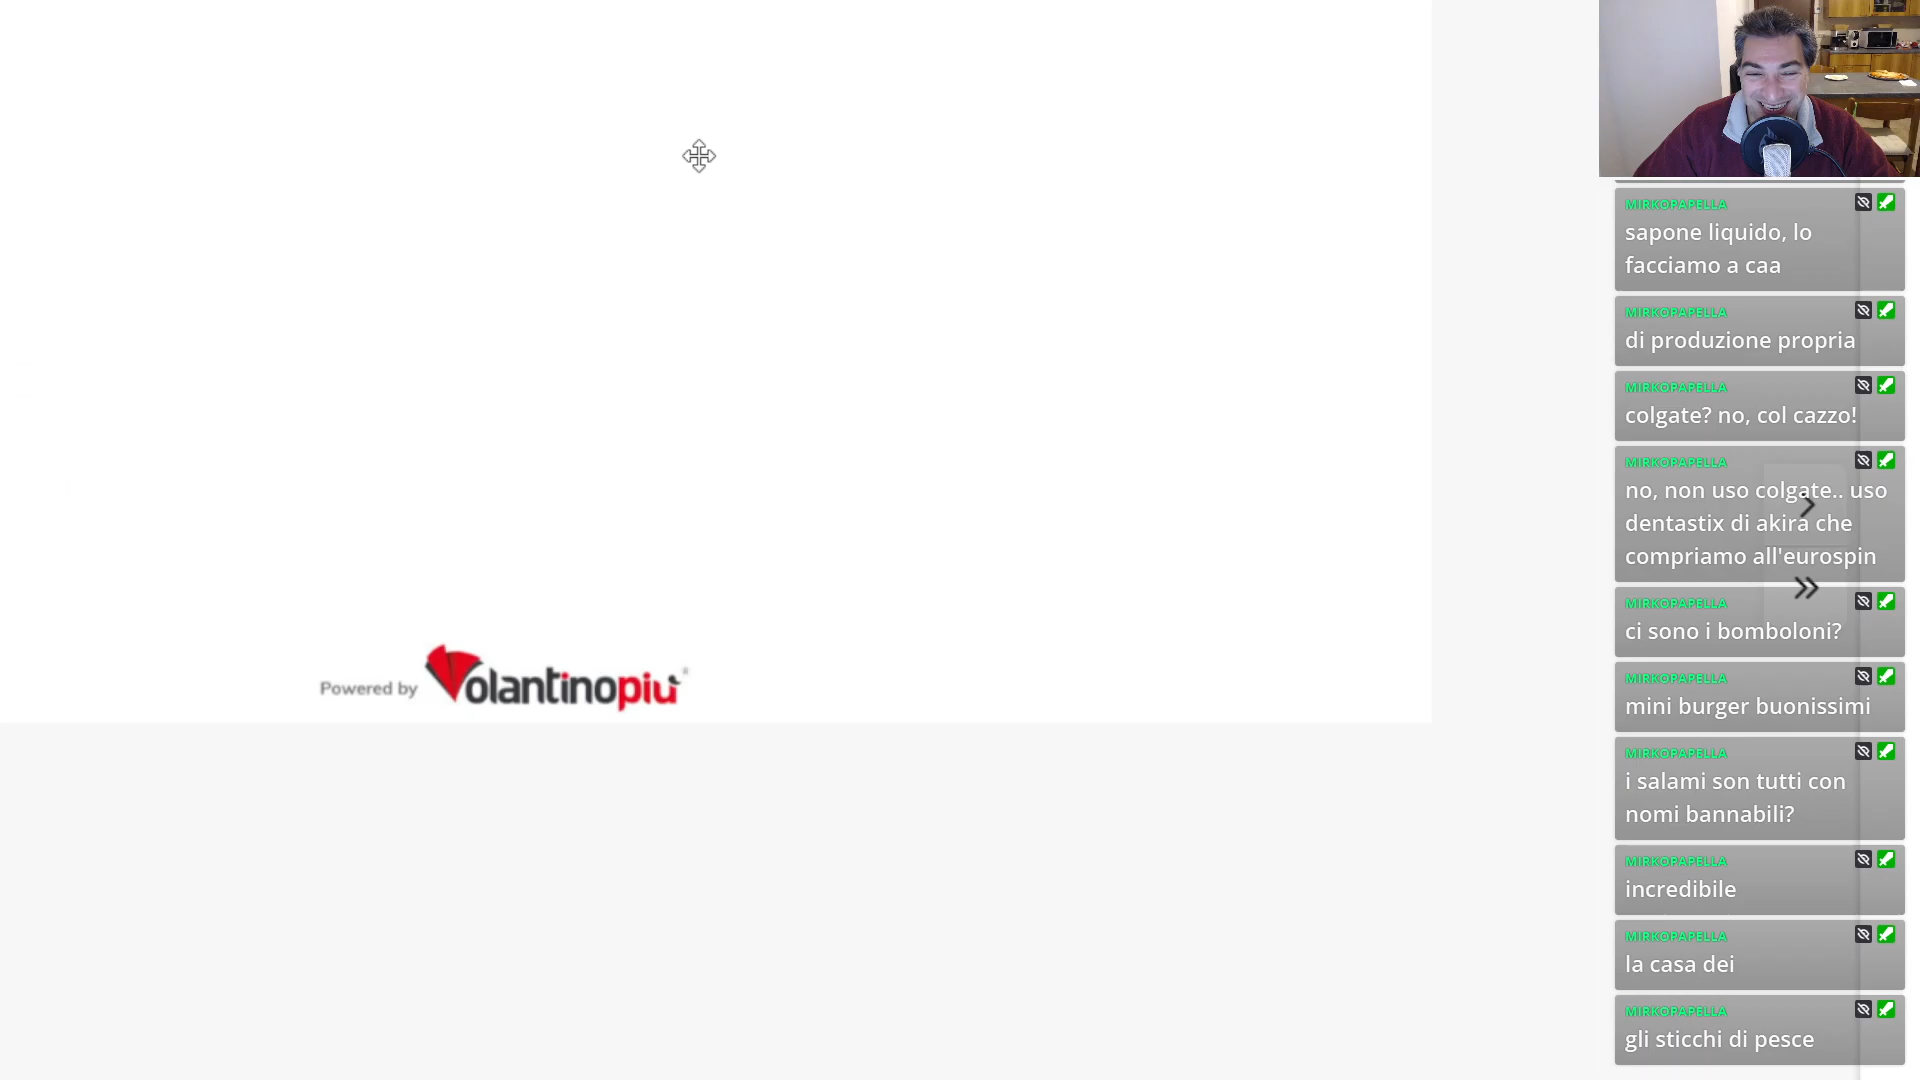 MIRKOPAPELLA
sapone liquido, lo
facciamo a caa
MIRKOPAPELLA
di produzione propria
MIRKOPAPELLA
colgate? no, col cazzo!
MIRKOPAPELLA
no, non uso colgate.. uso
dentastix di akira che
compriamo all'eurospin
MIRKOPAPELLA
ci sono i bomboloni?
MIRKOPAPELLA
mini burger buonissimi
MIRKOPAPELLA
i salami son tutti con
nomi bannabili?
MIRKOPAPELLA
incredibile
MIRKOPAPELLA
la casa dei
MIRKOPAPELLA
gli sticchi di pesce
Powered by Volantinopiù